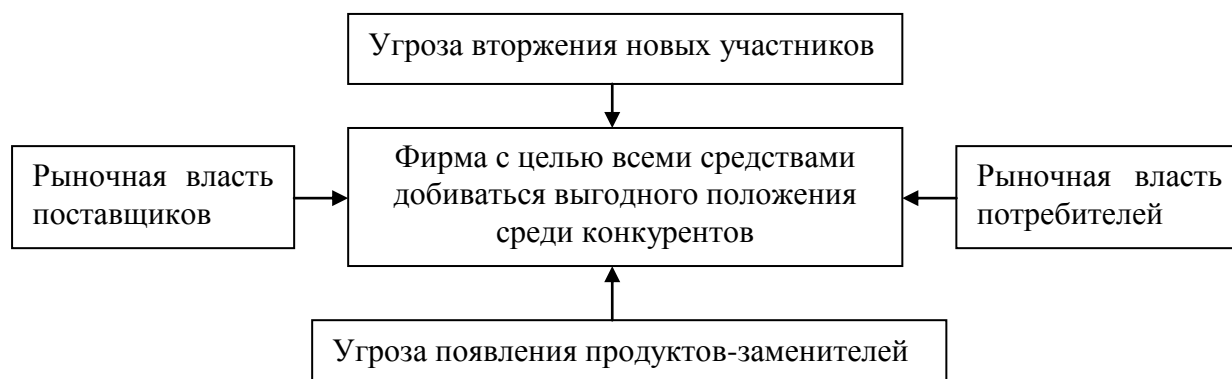 Угроза вторжения новых участников
Рыночная власть
поставщиков
Фирма с целью всеми средствами
добиваться выгодного положения
среди конкурентов
Рыночная власть
потребителей
Угроза появления продуктов-заменителей